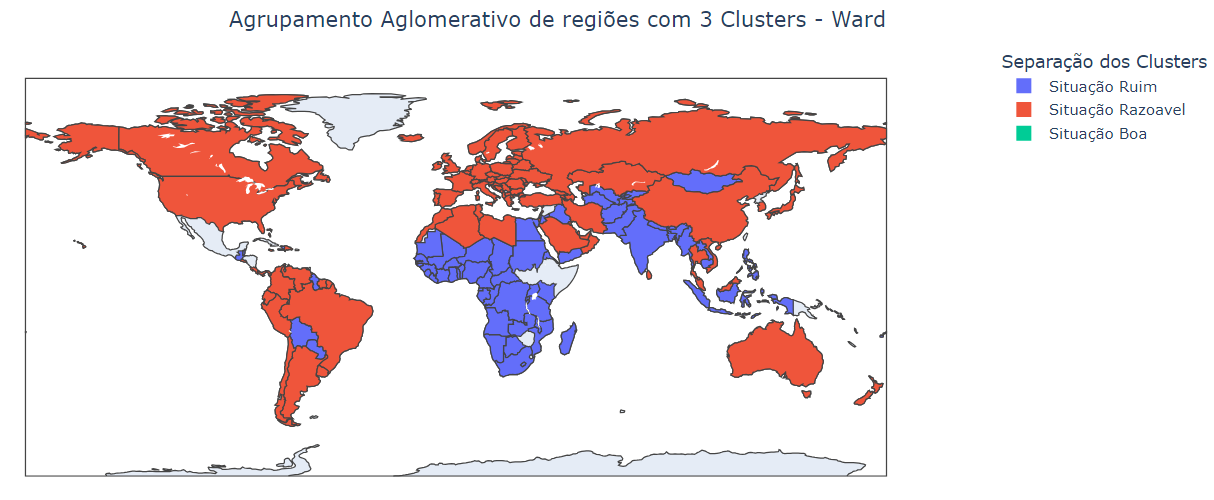 Agrupamento Aglomerativo de regiões com 3 Clusters - Ward
Separação dos Clusters
Situação Ruim
Situação Razoavel
Situação Boa